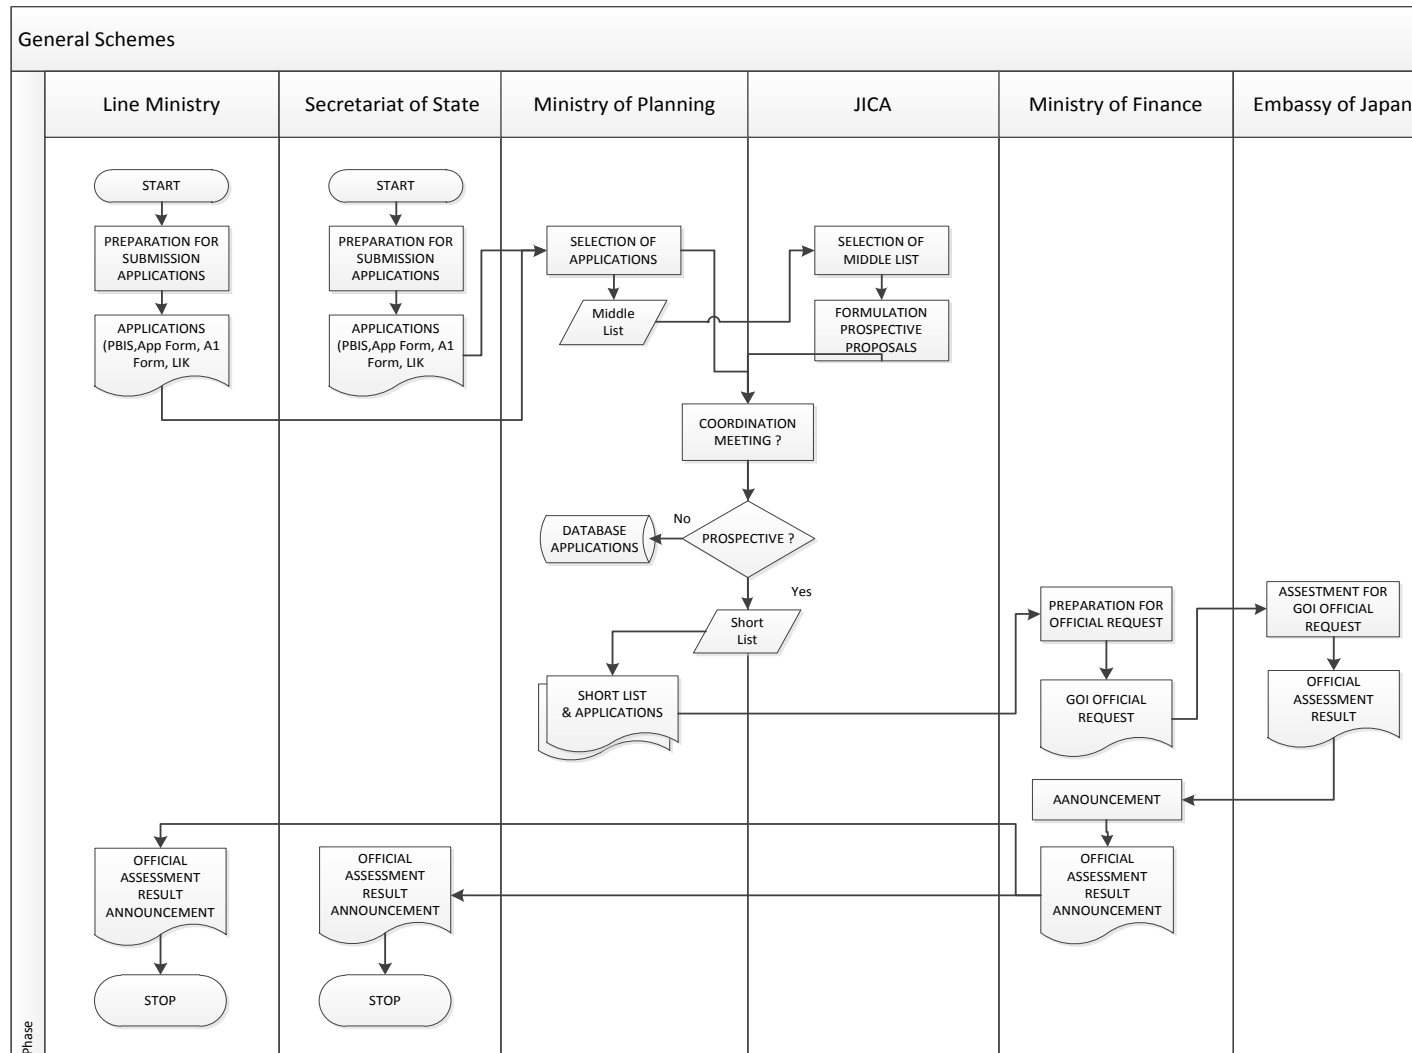 General Schemes
Line Ministry
Secretariat of State
Ministry of Planning
JICA
Ministry of Finance
Embassy of Japan
START
START
PREPARATION FOR
SUBMISSION
APPLICATIONS
PREPARATION FOR
SUBMISSION
APPLICATIONS
SELECTION OF
APPLICATIONS
SELECTION OF
MIDDLE LIST
APPLICATIONS
(PBIS,App Form, A1
Form, LIK
APPLICATIONS
(PBIS,App Form, A1
Form, LIK
Middle
List
FORMULATION
PROSPECTIVE
PROPOSALS
COORDINATION
MEETING ?
No
DATABASE
APPLICATIONS
PROSPECTIVE ?
Yes
Short
List
PREPARATION FOR
OFFICIAL REQUEST
ASSESTMENT FOR
GOI OFFICIAL
REQUEST
SHORT LIST
& APPLICATIONS
GOI OFFICIAL
REQUEST
OFFICIAL
ASSESSMENT
RESULT
AANOUNCEMENT
OFFICIAL
ASSESSMENT
RESULT
ANNOUNCEMENT
OFFICIAL
ASSESSMENT
RESULT
ANNOUNCEMENT
OFFICIAL
ASSESSMENT
RESULT
ANNOUNCEMENT
STOP
STOP
Phase